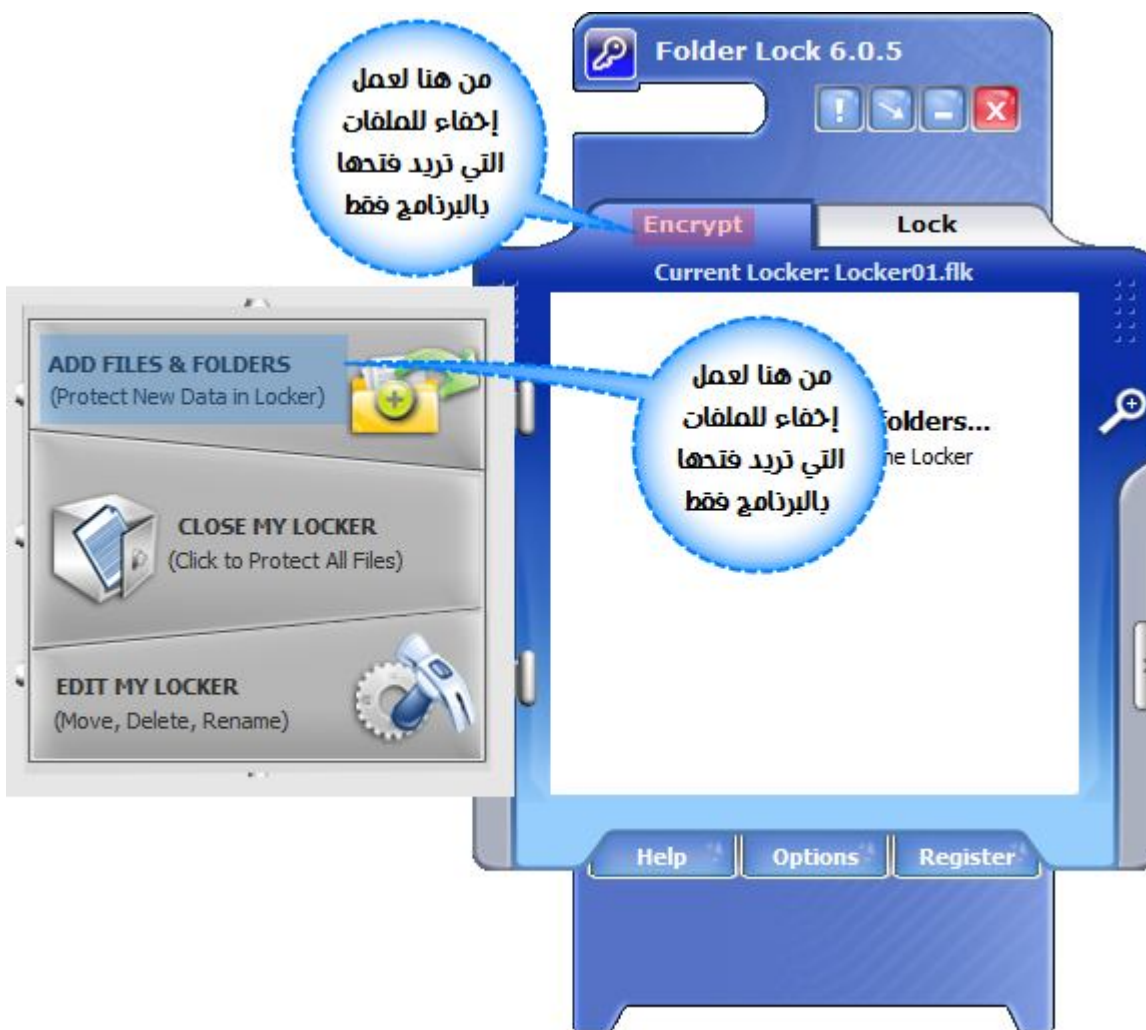 Folder Lock 6.0.5
من هنا لعمل
إخفاء للملفات
التي تريد فتحها
بالبرنامج فقط
Encrypt
Lock
Current Locker: Locker01.flk
ADD FILES & FOLDERS
(Protect New Data in Locker)
من هنا لعمل
إخفاء للملفات
التي تريد فتحها
بالبرنامج فقط
olders...
ne Locker
CLOSE MY LOCKER
(Click to Protect All Files)
EDIT MY LOCKER
(Move, Delete, Rename)
Help
Options
Register